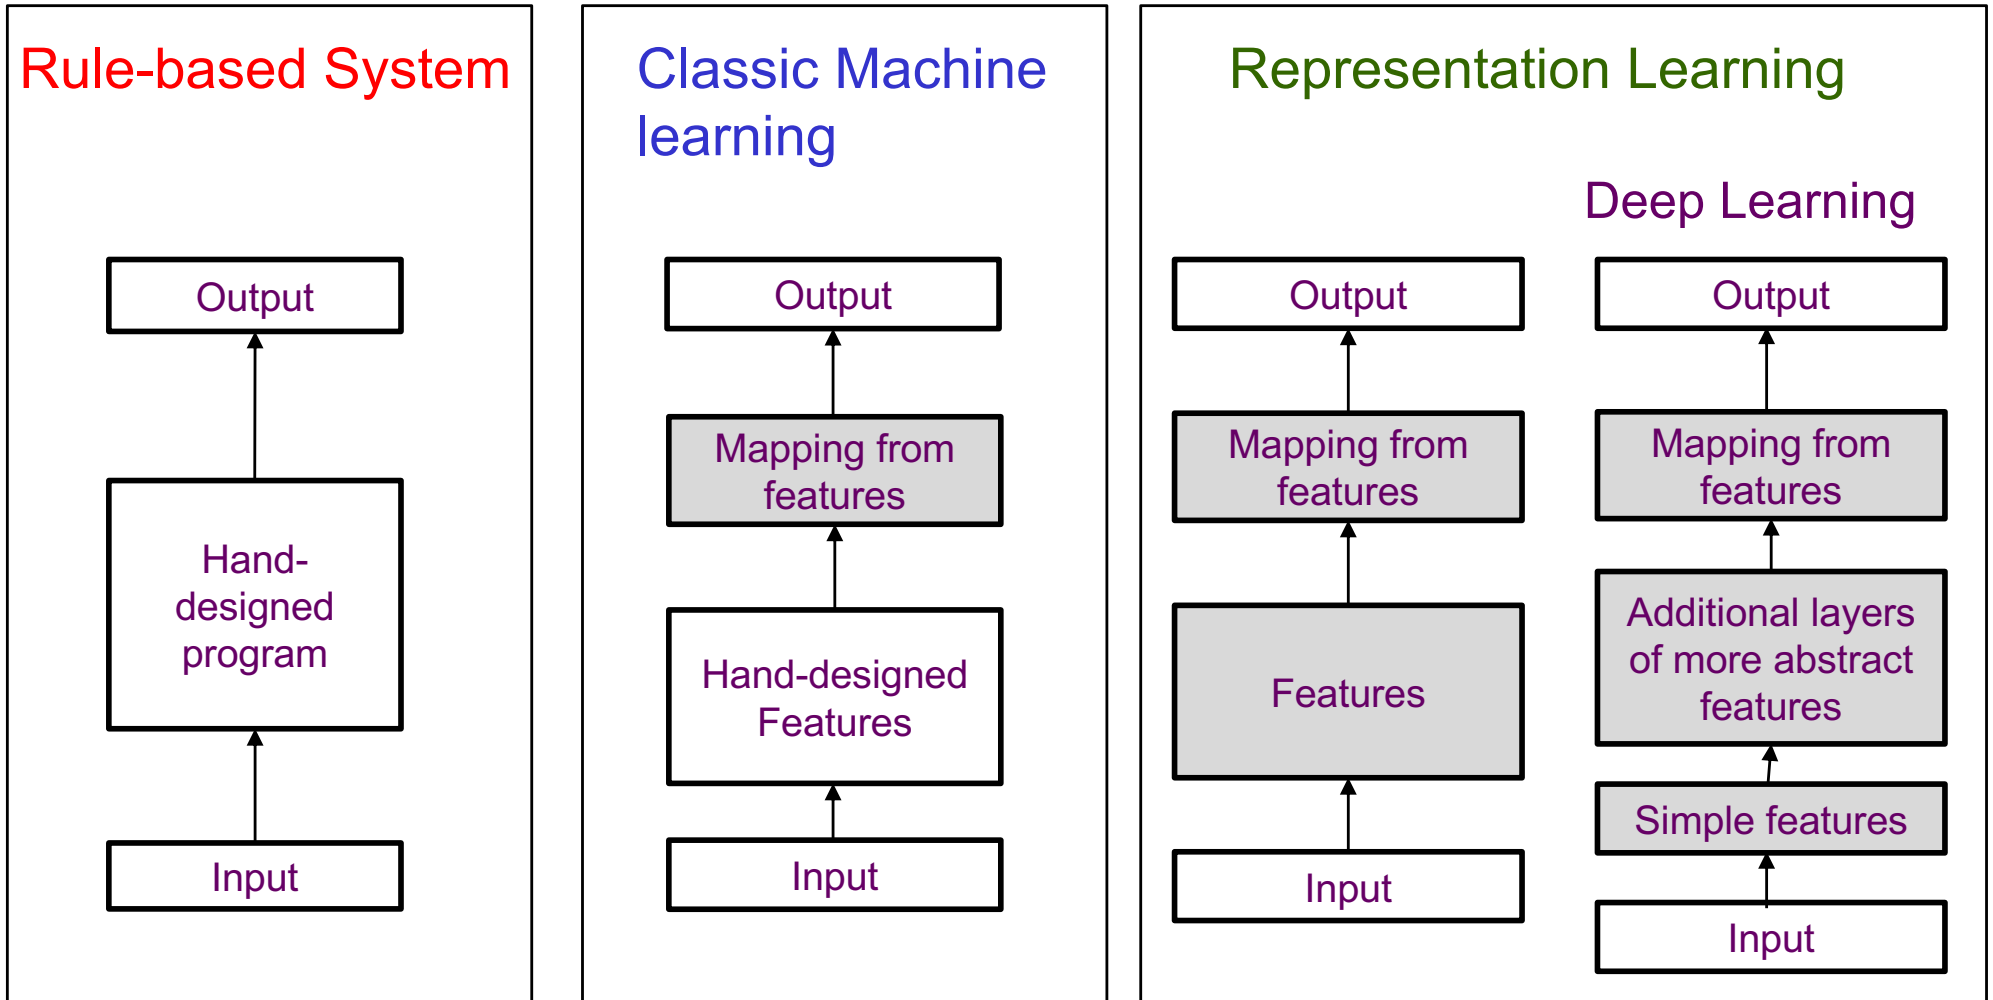 Rule-based System
Output
Hand-
designed
program
Input
Classic Machine
learning
Output
Mapping from
features
Hand-designed
Features
Input
Representation Learning
Output
Mapping from
features
Features
Input
Deep Learning
Output
Mapping from
features
Additional layers
of more abstract
features
Simple features
Input